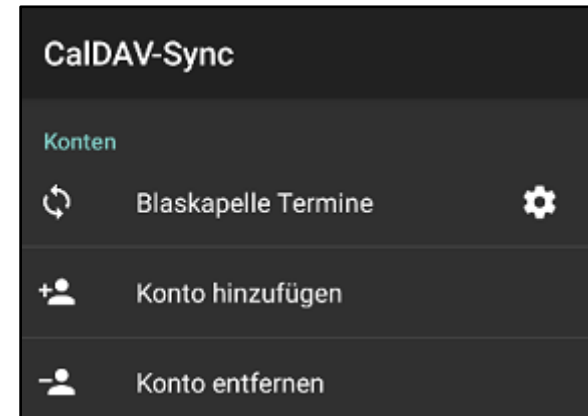 CalDAV-Sync
Konten
Blaskapelle Termine
Konto hinzufügen
Konto entfernen